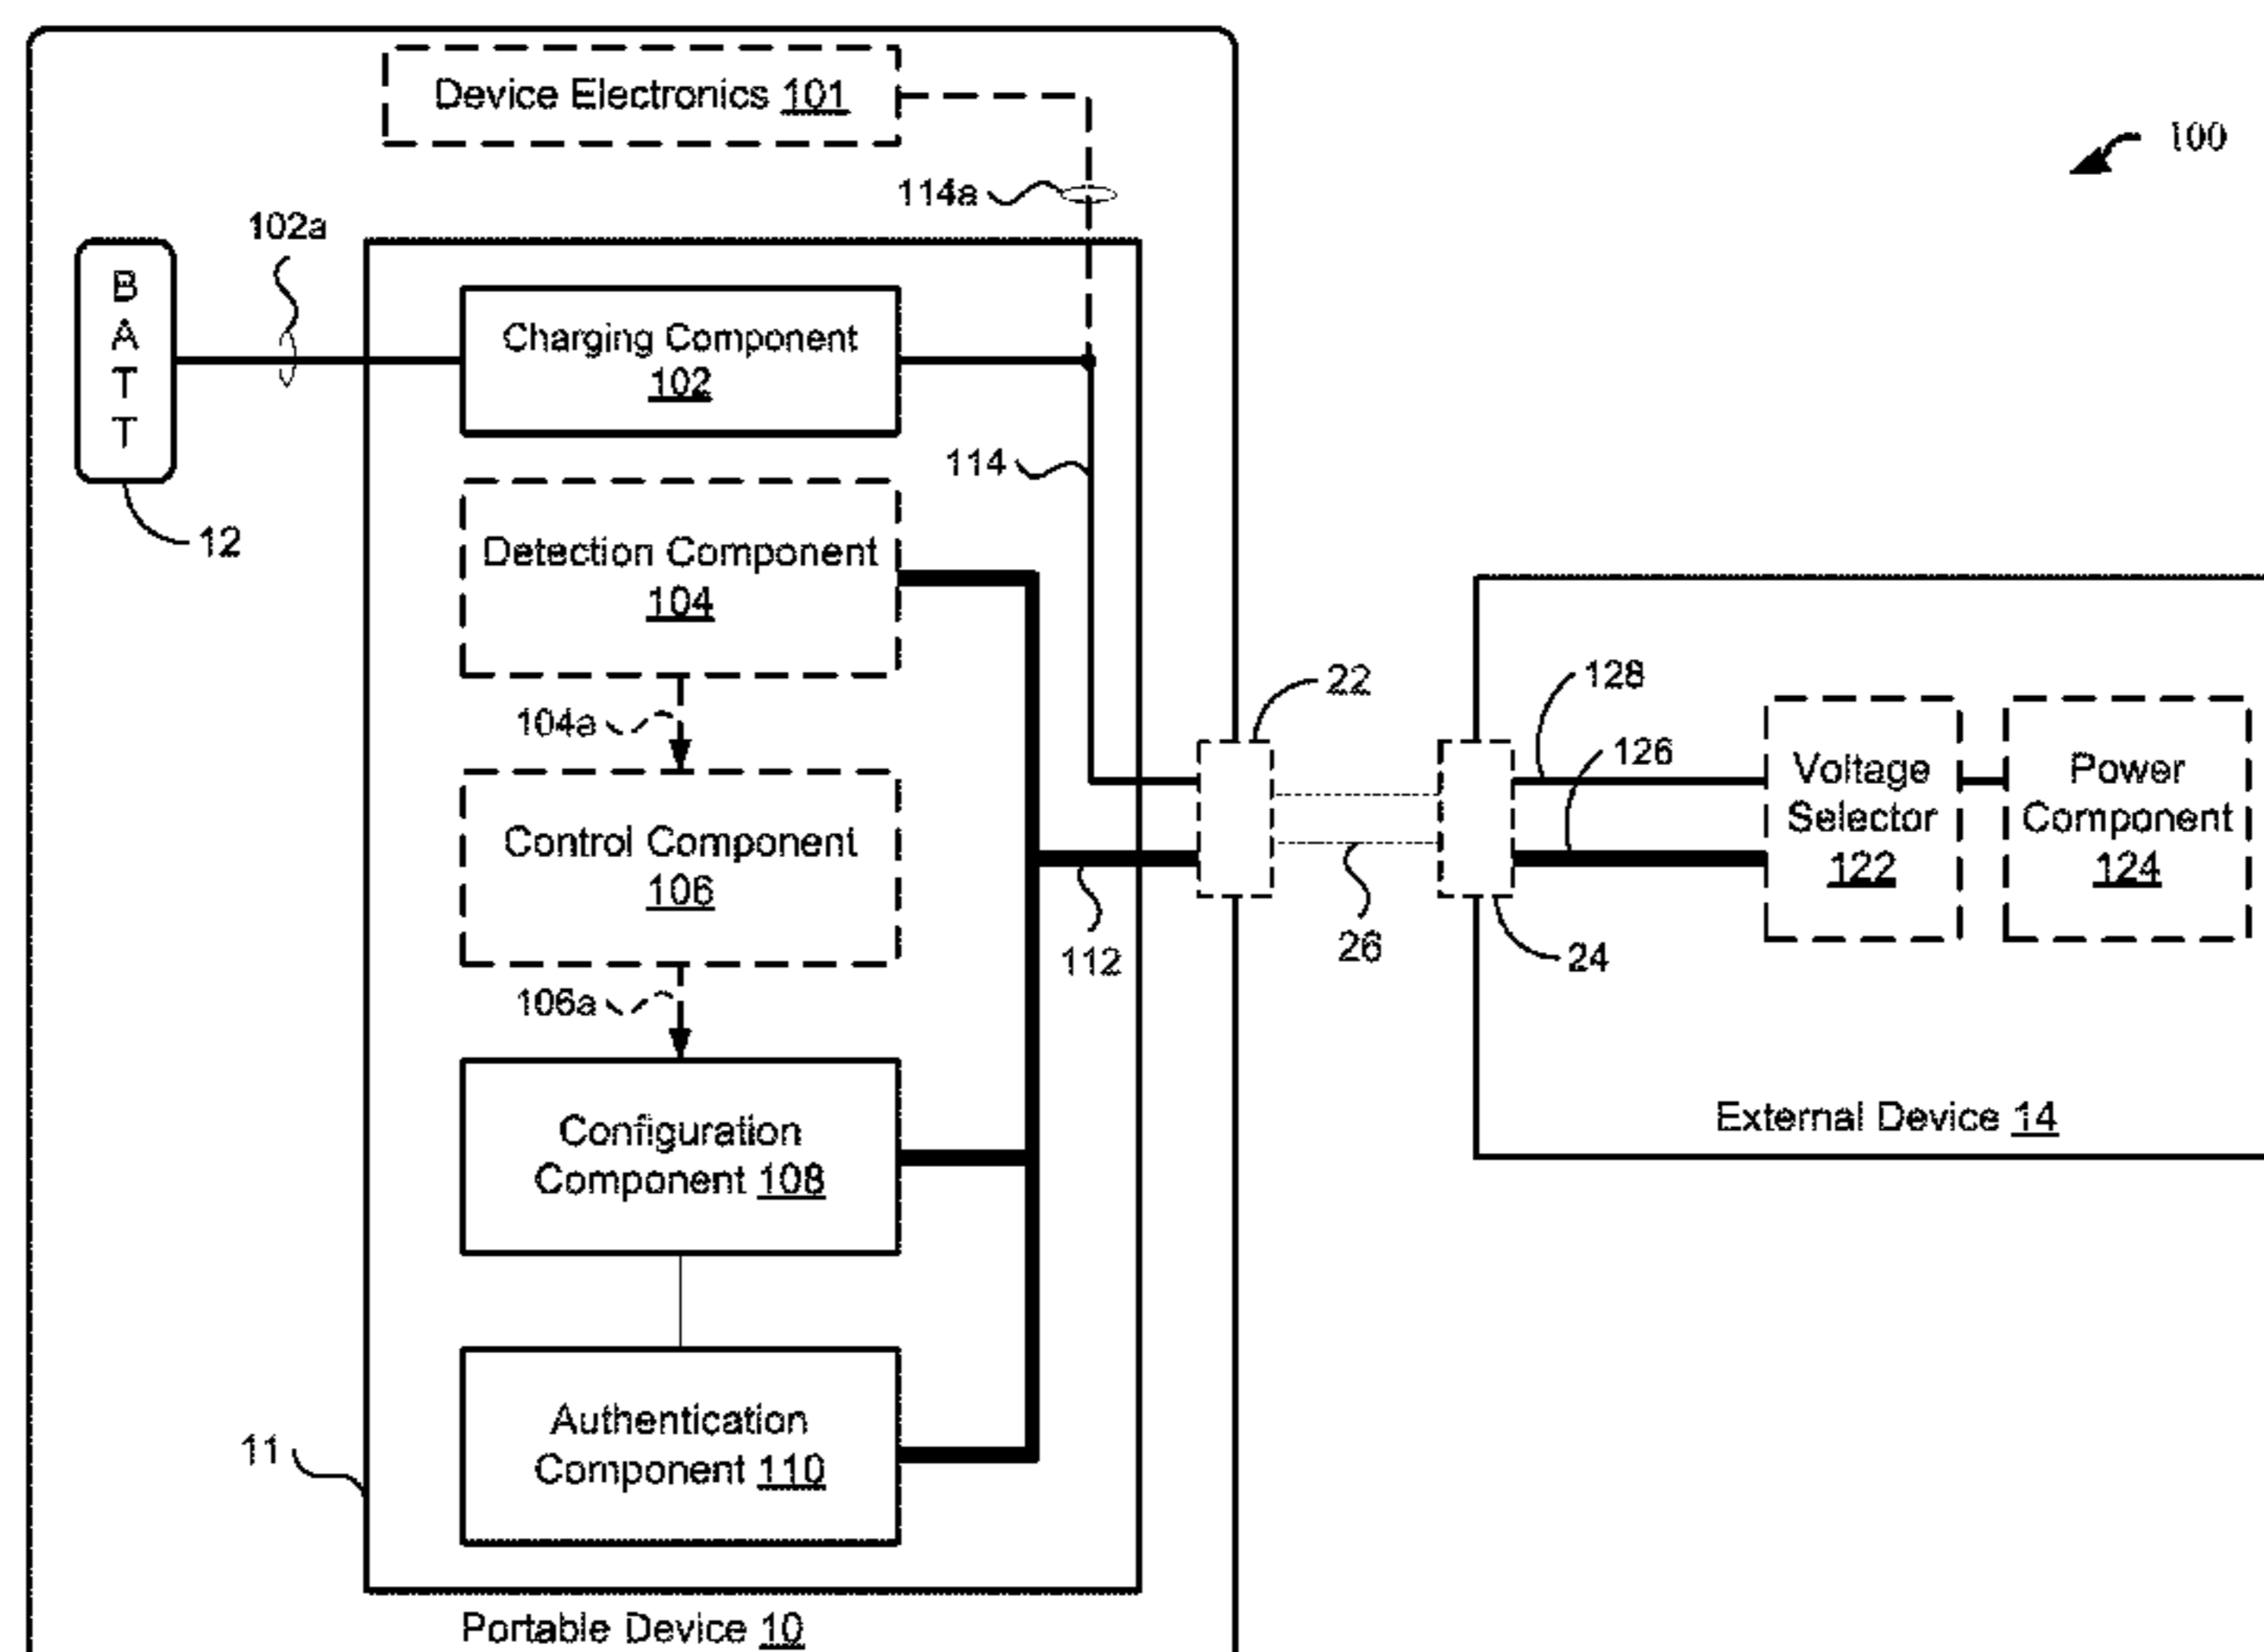 Device Electronics 101
100
114a
102a
B
A
T
T
Charging Component
102
114
12
Detection Component
104
22
128
104a
126
Voltage
Selector
122
Power
Component
124
Control Component
106
26
24
112
106a
Configuration
Component 108
External Device 14
Authentication
Component 110
11
Portable Device 10